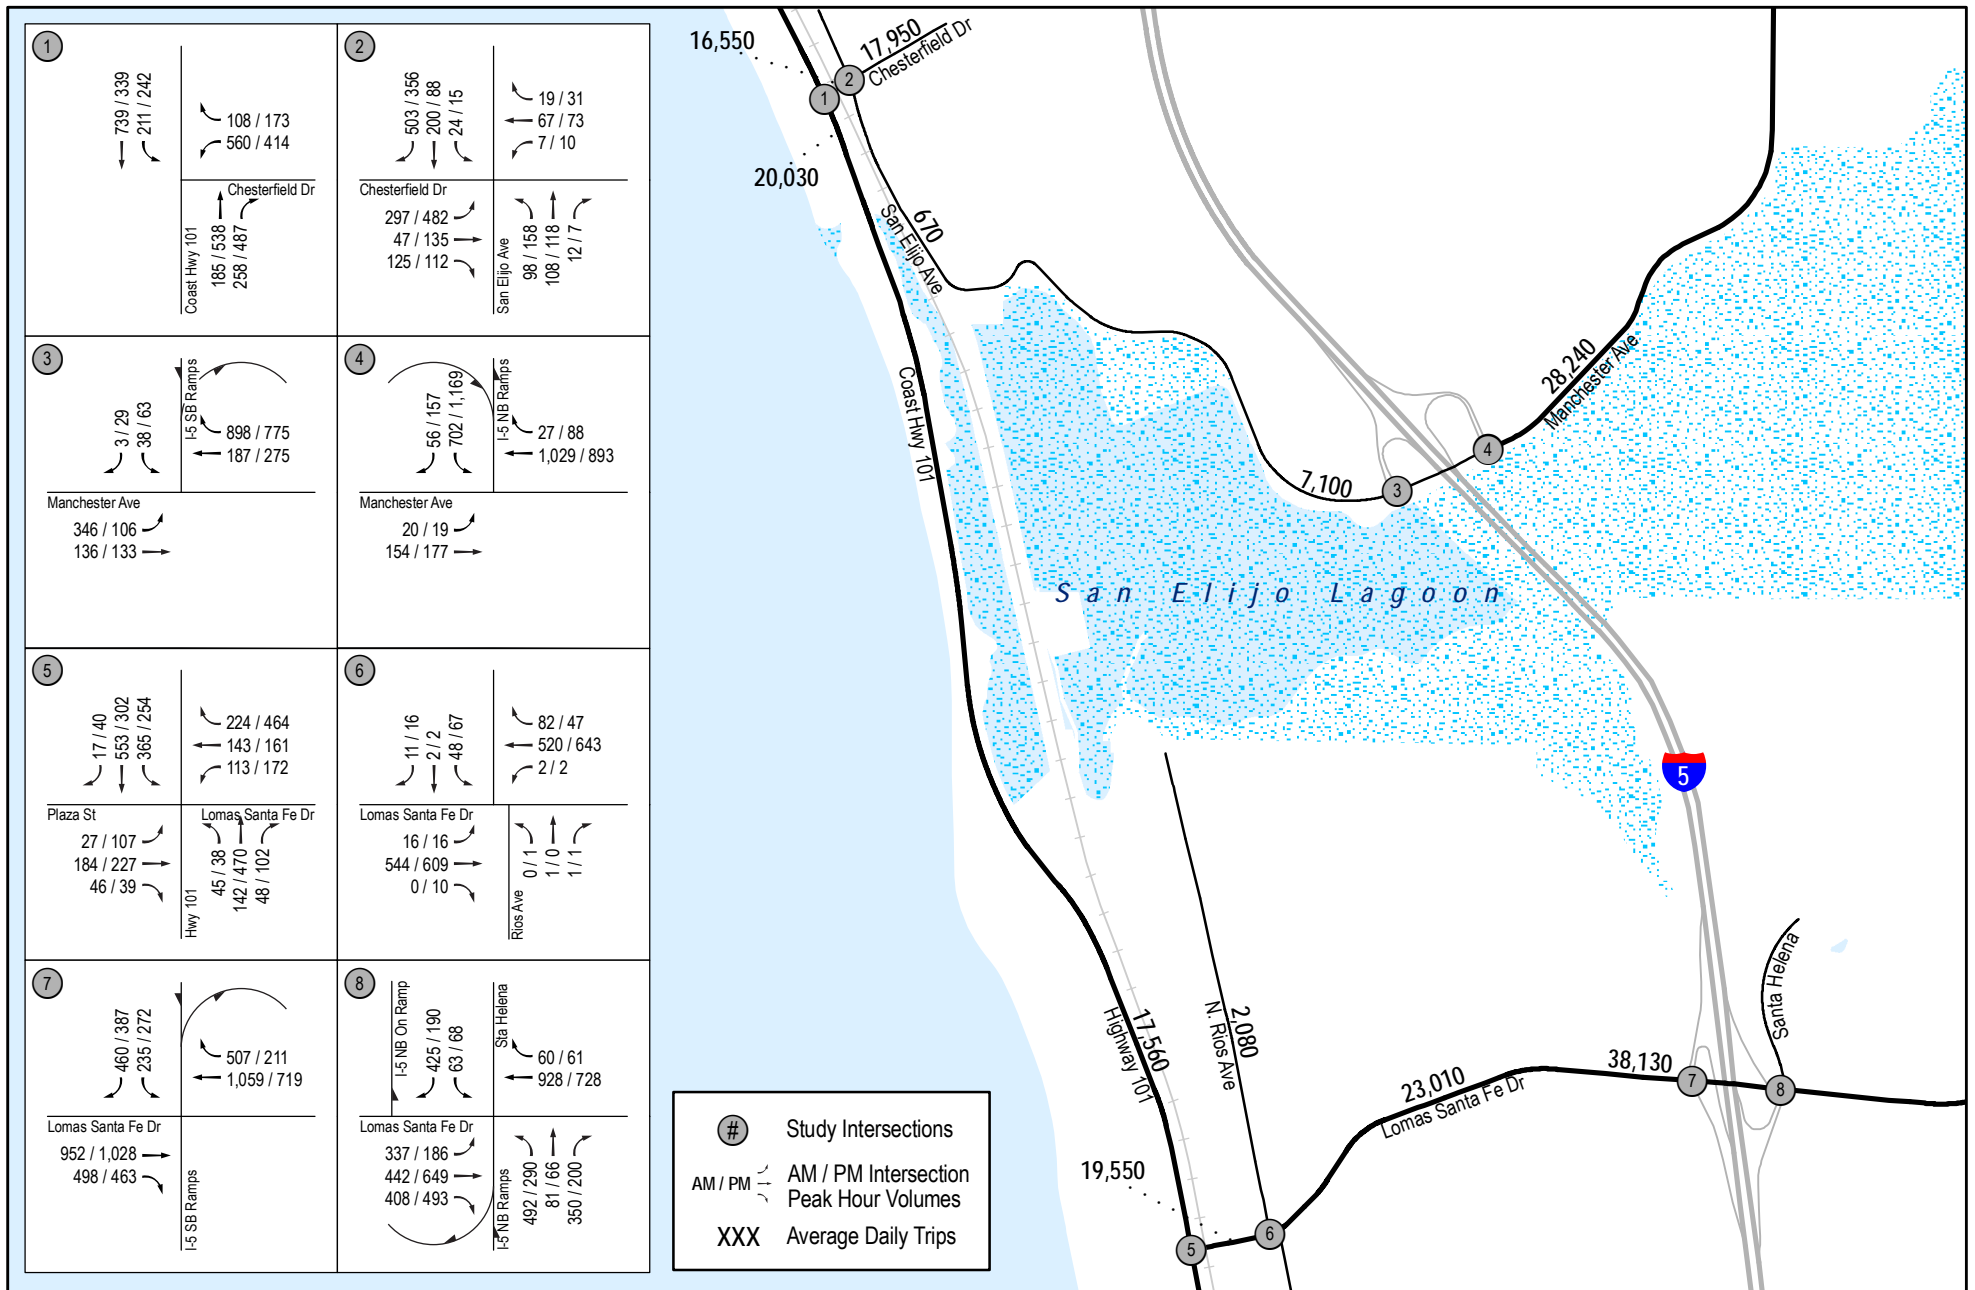 1
739 / 339
211 / 242
108 / 173
560 / 414
Chesterfield Dr
Coast Hwy 101
185 / 538
258 / 487
2
503 / 356
200 / 88
24 / 15
19 / 31
67 / 73
7 / 10
Chesterfield Dr
297 / 482
47 / 135
125 / 112
San Elijo Ave
98 / 158
108 / 118
12 / 7
3
3 / 29
38 / 63
I-5 SB Ramps
898 / 775
187 / 275
Manchester Ave
346 / 106
136 / 133
4
56 / 157
702 / 1,169
I-5 NB Ramps
27 / 88
1,029 / 893
Manchester Ave
20 / 19
154 / 177
5
17 / 40
553 / 302
365 / 254
224 / 464
143 / 161
113 / 172
Plaza St
Lomas Santa Fe Dr
27 / 107
184 / 227
46 / 39
Hwy 101
45 / 38
142 / 470
48 / 102
6
11 / 16
2 / 2
48 / 67
82 / 47
520 / 643
2 / 2
Lomas Santa Fe Dr
16 / 16
544 / 609
0 / 10
Rios Ave
0 / 1
1 / 0
1 / 1
7
460 / 387
235 / 272
507 / 211
1,059 / 719
Lomas Santa Fe Dr
952 / 1,028
498 / 463
I-5 SB Ramps
8
I-5 NB On Ramp
425 / 190
63 / 68
Sta Helena
60 / 61
928 / 728
Lomas Santa Fe Dr
337 / 186
442 / 649
408 / 493
I-5 NB Ramps
492 / 290
81 / 66
350 / 200
16,550
17,950
Chesterfield Dr
2
1
20,030
670
San Elijo Ave
Coast Hwy 101
28,240
Manchester Ave
4
3
7,100
San Elijo Lagoon
5
Santa Helena
17,560
Highway 101
2,080
N. Rios Ave
23,010
Lomas Santa Fe Dr
38,130
7
8
19,550
6
5
# Study Intersections
AM / PM AM / PM Intersection
Peak Hour Volumes
XXX Average Daily Trips